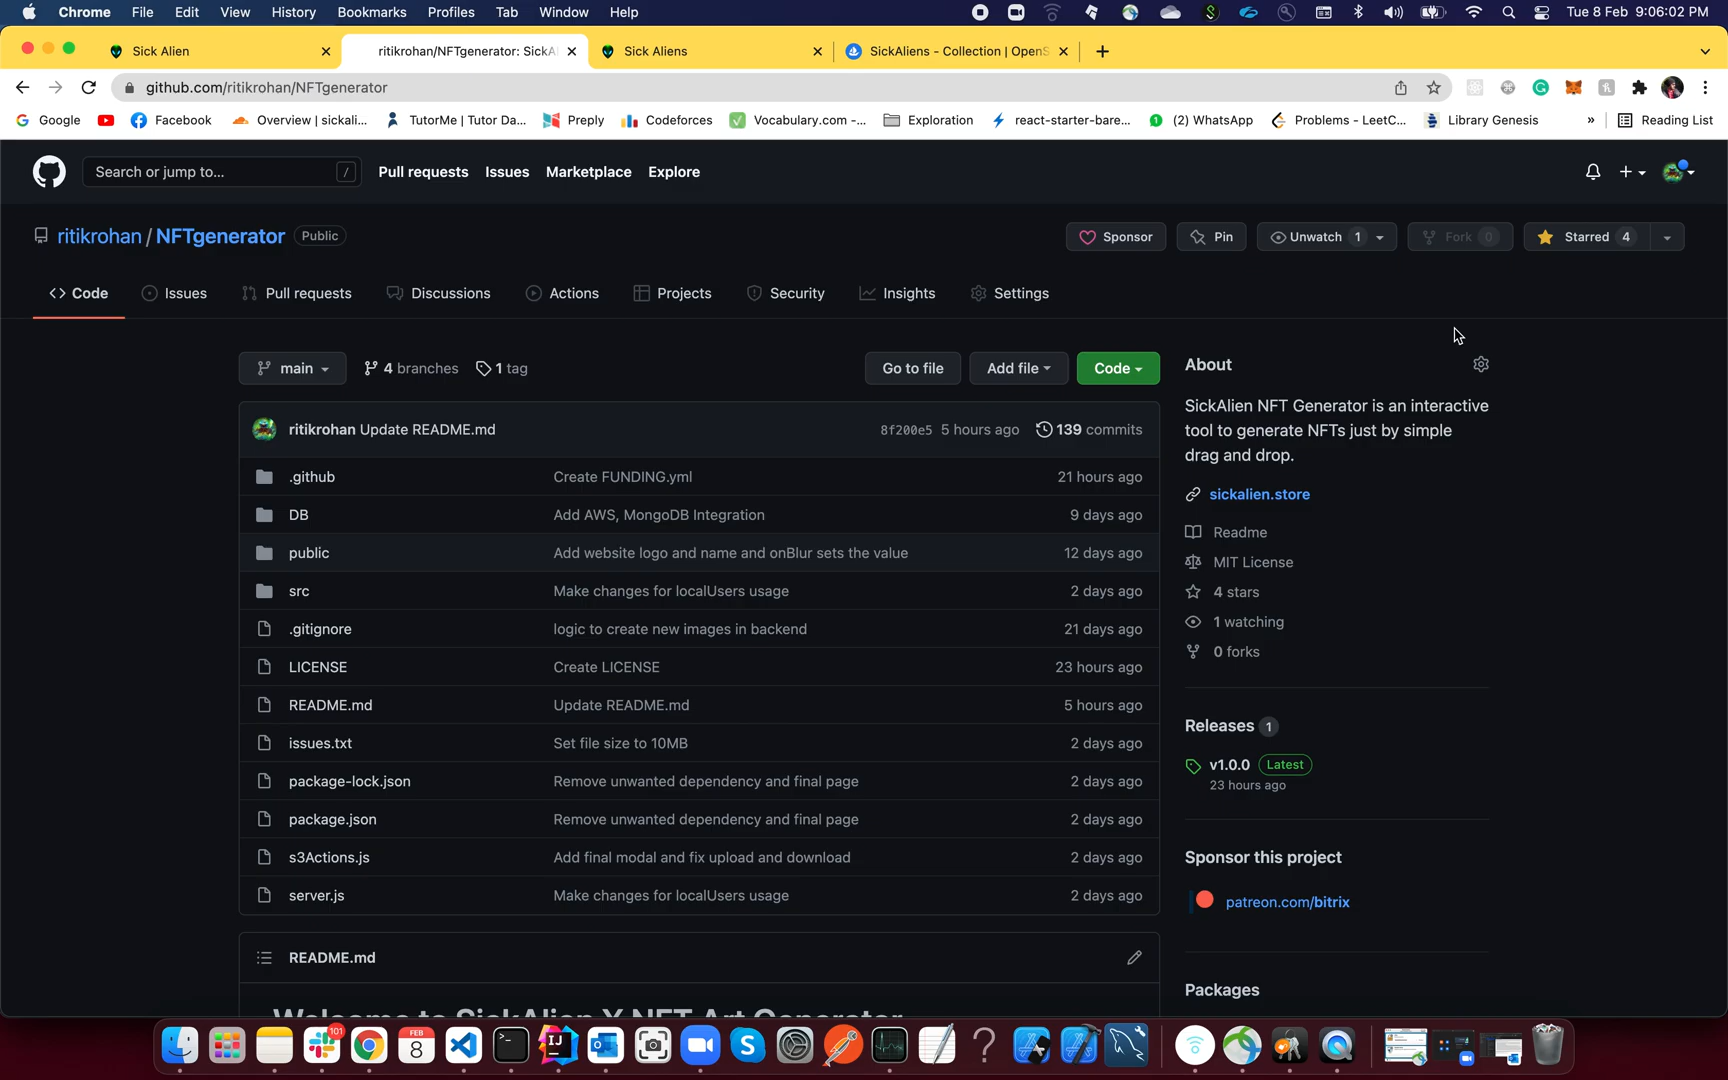 Chrome File Edit View History Bookmarks Profiles Tab Window Help
Tue 8 Feb 9:06:02 PM
Sick Alien
ritikrohan/NFTgenerator: SickA
Sick Aliens
SickAliens - Collection | OpenS
github.com/ritikrohan/NFTgenerator
Google
Facebook
Overview | sickali...
TutorMe | Tutor Da...
Preply
Codeforces
Vocabulary.com -...
Exploration
react-starter-bare...
(2) WhatsApp
Problems - LeetC...
Library Genesis
»
Reading List
Search or jump to... /
Pull requests Issues Marketplace Explore
ritikrohan / NFTgenerator Public
Sponsor
Pin
Unwatch 1
Fork 0
Starred 4
<> Code
Issues
Pull requests
Discussions
Actions
Projects
Security
Insights
Settings
main
4 branches
1 tag
Go to file
Add file
Code
ritikrohan Update README.md 8f200e5 5 hours ago 139 commits
.github Create FUNDING.yml 21 hours ago
DB Add AWS, MongoDB Integration 9 days ago
public Add website logo and name and onBlur sets the value 12 days ago
src Make changes for localUsers usage 2 days ago
.gitignore logic to create new images in backend 21 days ago
LICENSE Create LICENSE 23 hours ago
README.md Update README.md 5 hours ago
issues.txt Set file size to 10MB 2 days ago
package-lock.json Remove unwanted dependency and final page 2 days ago
package.json Remove unwanted dependency and final page 2 days ago
s3Actions.js Add final modal and fix upload and download 2 days ago
server.js Make changes for localUsers usage 2 days ago
README.md
Welcome to SickAlien X NFT Art Generator
About
SickAlien NFT Generator is an interactive
tool to generate NFTs just by simple
drag and drop.
sickalien.store
Readme
MIT License
4 stars
1 watching
0 forks
Releases 1
v1.0.0 Latest
23 hours ago
Sponsor this project
patreon.com/bitrix
Packages
101
FEB
8